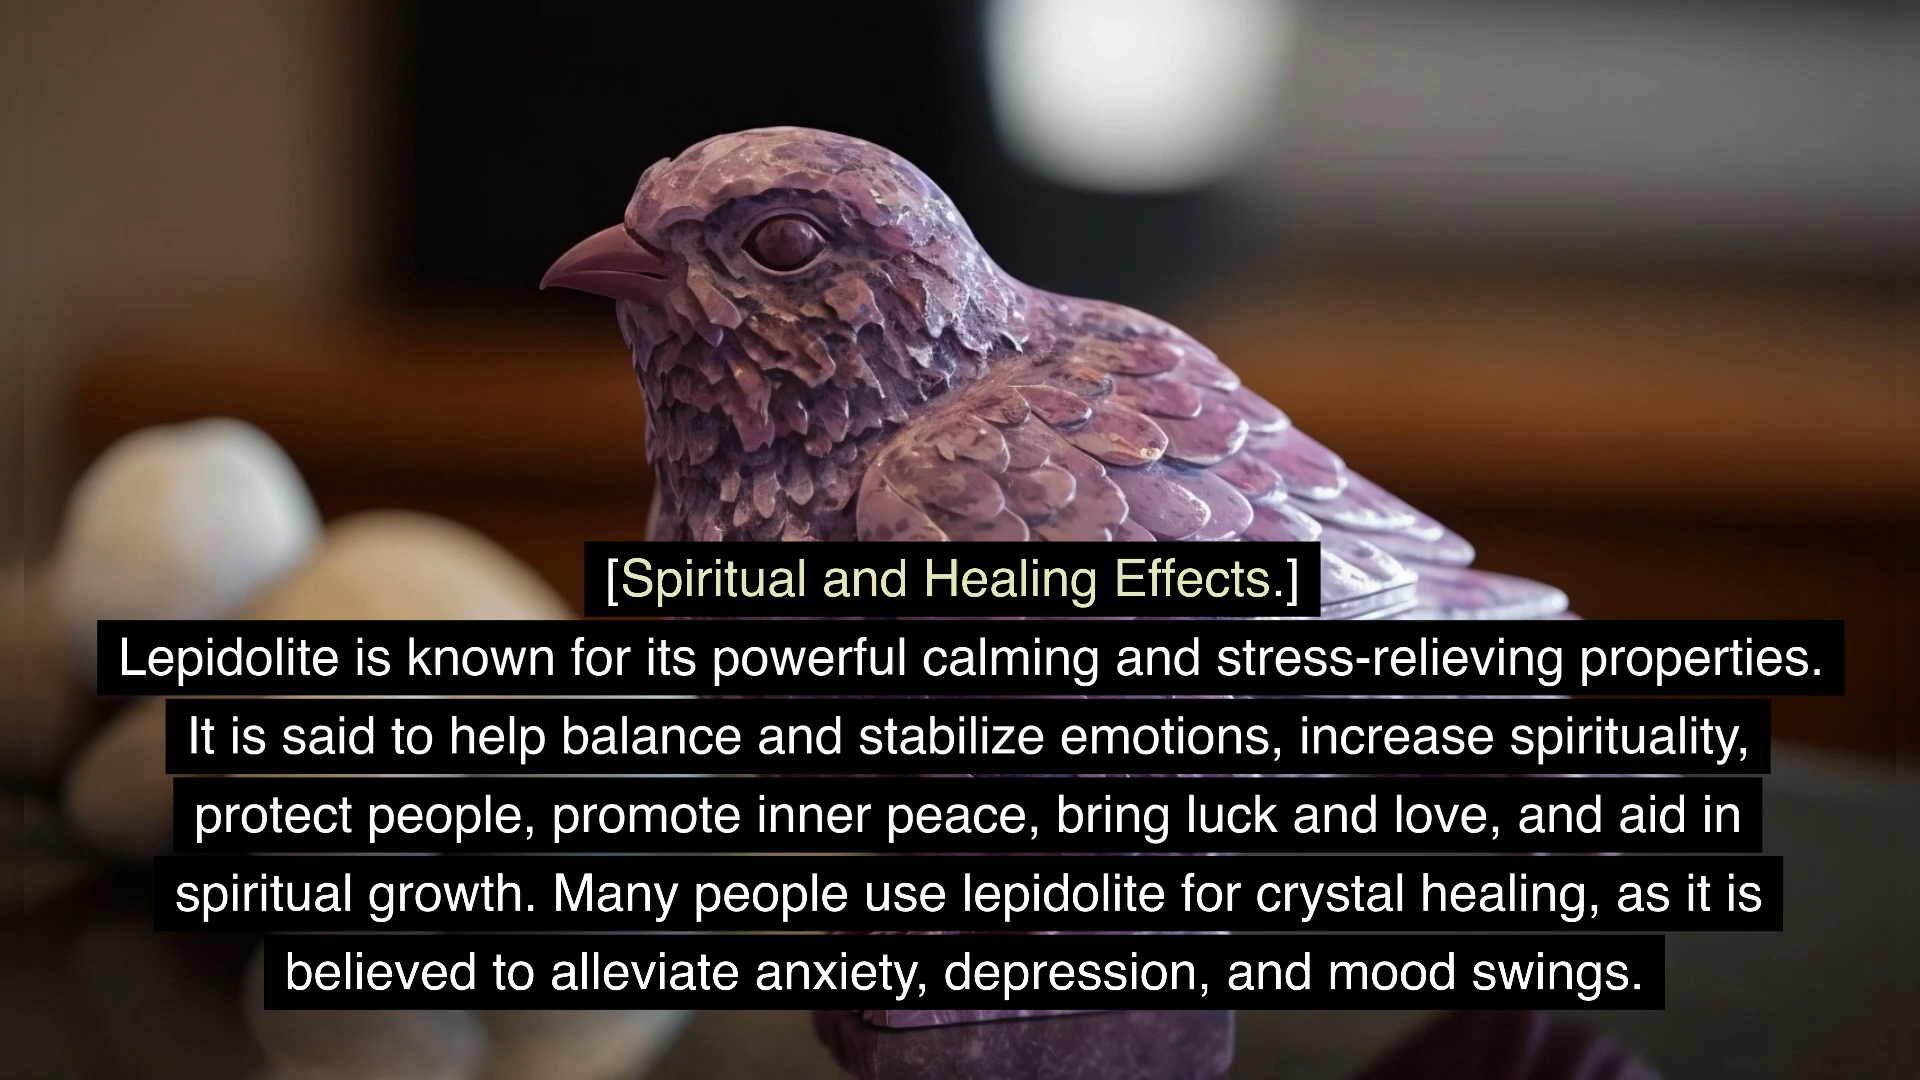 [Spiritual and Healing Effects.]
Lepidolite is known for its powerful calming and stress-relieving properties.
It is said to help balance and stabilize emotions, increase spirituality,
protect people, promote inner peace, bring luck and love, and aid in
spiritual growth. Many people use lepidolite for crystal healing, as it is
believed to alleviate anxiety, depression, and mood swings.